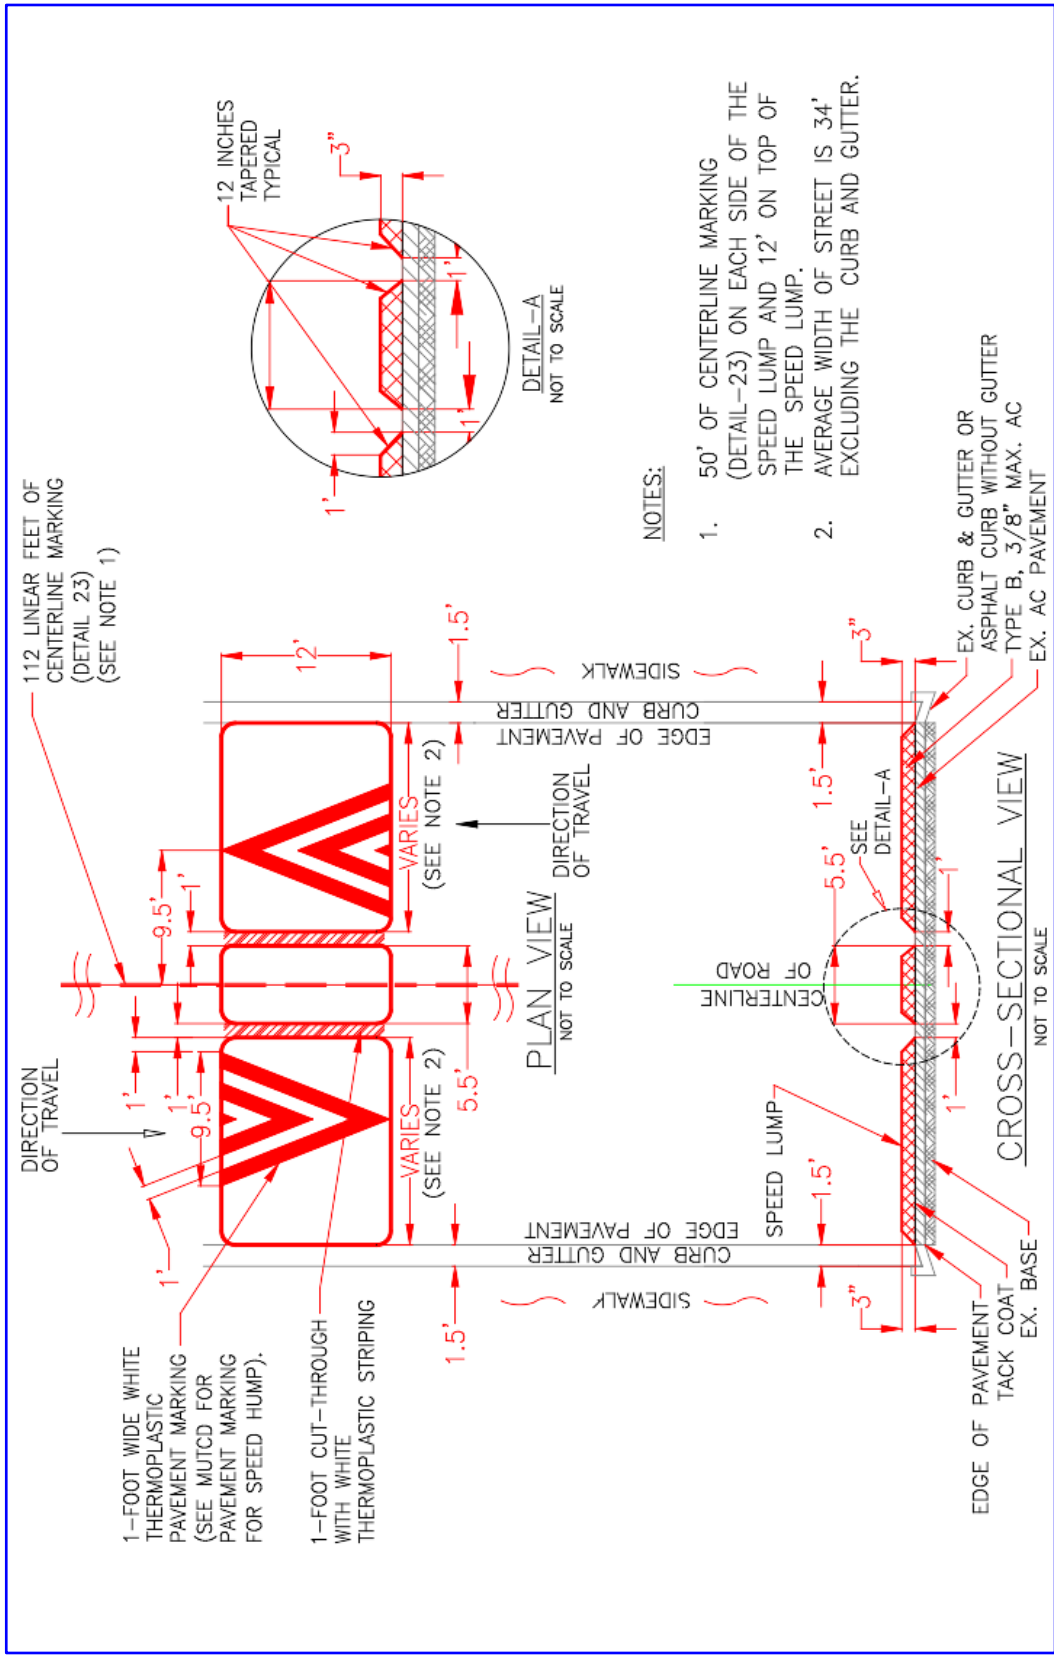 DIRECTION
OF TRAVEL
112 LINEAR FEET OF
CENTERLINE MARKING
(DETAIL 23)
(SEE NOTE 1)
1-FOOT WIDE WHITE
THERMOPLASTIC
PAVEMENT MARKING
(SEE MUTCD FOR
PAVEMENT MARKING
FOR SPEED HUMP).
1-FOOT CUT-THROUGH
WITH WHITE
THERMOPLASTIC STRIPING
1'
9.5'
1'
1'
9.5'
1'
12'
VARIES
(SEE NOTE 2)
5.5'
VARIES
(SEE NOTE 2)
1.5'
1.5'
SIDEWALK
CURB AND GUTTER
EDGE OF PAVEMENT
EDGE OF PAVEMENT
CURB AND GUTTER
SIDEWALK
DIRECTION
OF TRAVEL
PLAN VIEW
NOT TO SCALE
12 INCHES
TAPERED
TYPICAL
3"
1'
1'
1'
DETAIL-A
NOT TO SCALE
NOTES:
1. 50' OF CENTERLINE MARKING
(DETAIL-23) ON EACH SIDE OF THE
SPEED LUMP AND 12' ON TOP OF
THE SPEED LUMP.
2. AVERAGE WIDTH OF STREET IS 34'
EXCLUDING THE CURB AND GUTTER.
CENTERLINE
OF ROAD
SPEED LUMP
1.5'
5.5'
SEE
DETAIL-A
1.5'
3"
3"
1'
1'
EDGE OF PAVEMENT
TACK COAT
EX. BASE
EX. CURB & GUTTER OR
ASPHALT CURB WITHOUT GUTTER
TYPE B, 3/8" MAX. AC
EX. AC PAVEMENT
CROSS-SECTIONAL VIEW
NOT TO SCALE